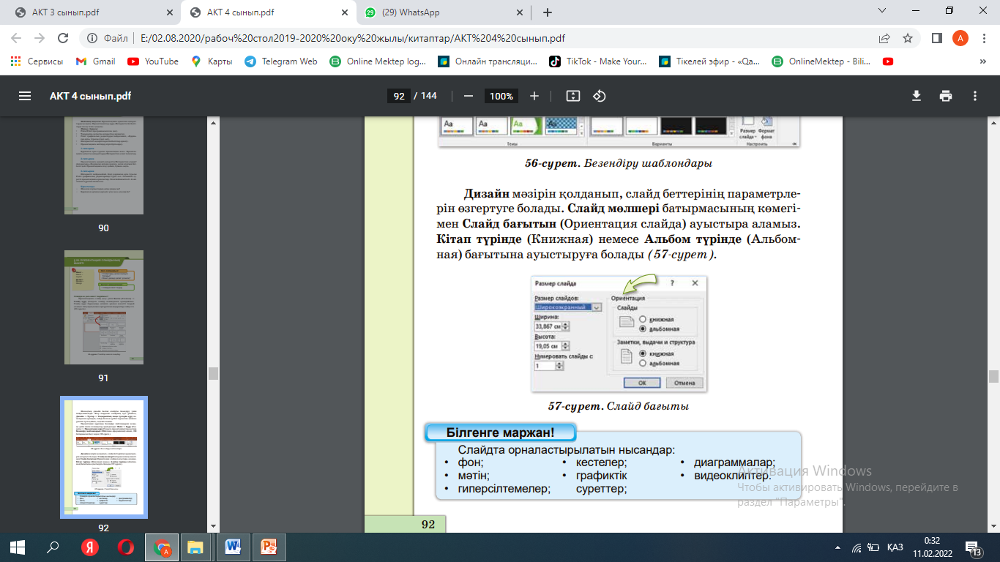 АКТ 3 сынып.pdf
АКТ 4 сынып.pdf
(29) WhatsApp
Файл
E:/02.08.2020/рабоч%20стол2019-2020%20оку%20жылы/китаптар/АКТ%204%20сынып.pdf
Сервисы
Gmail
YouTube
Карты
Telegram Web
Online Mektep log...
Онлайн трансляци...
TikTok - Make Your...
Тікелей эфир - «Qa...
OnlineMektep - Bili...
АКТ 4 сынып.pdf
92 / 144
100%
90
91
92
Aa Aa Aa Aa
Размер слайда
Формат фона
Темы
Варианты
Настроить
56-сурет. Безендіру шаблондары
Дизайн мәзірін қолданып, слайд беттерінің параметрле-
рін өзгертуге болады. Слайд мөлшері батырмасының көмегі-
мен Слайд бағытын (Ориентация слайда) ауыстыра аламыз.
Кітап түрінде (Книжная) немесе Альбом түрінде (Альбом-
ная) бағытына ауыстыруға болады (57-сурет).
Размер слайда
Размер слайдов:
Широкоэкранный
Ширина:
33,867 см
Высота:
19,05 см
Нумеровать слайды с:
1
Ориентация
Слайды
книжная
альбомная
Заметки, выдачи и структура
книжная
альбомная
ОК
Отмена
57-сурет. Слайд бағыты
Білгенге маржан!
Слайдта орналастырылатын нысандар:
• фон; • кестелер; • диаграммалар;
• мәтін; • графиктік • видеоклиптер.
• гиперсілтемелер; суреттер;
92
Активация Windows
Чтобы активировать Windows, перейдите в
раздел "Параметры".
ҚАЗ
0:32
11.02.2022
13